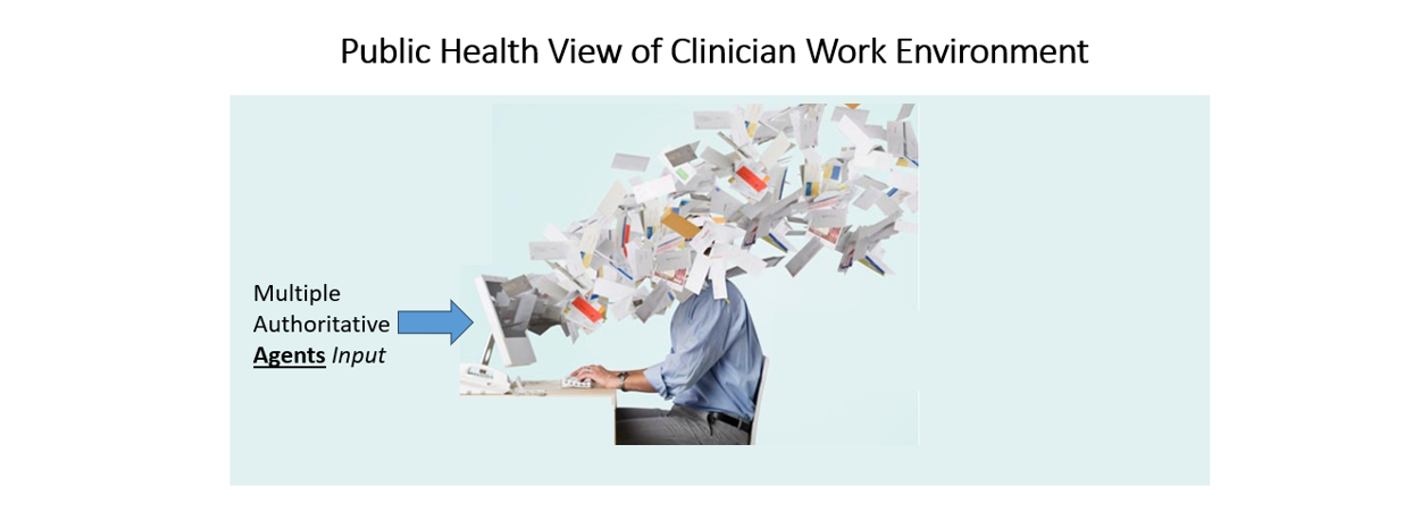 Public Health View of Clinician Work Environment
Multiple
Authoritative
Agents Input